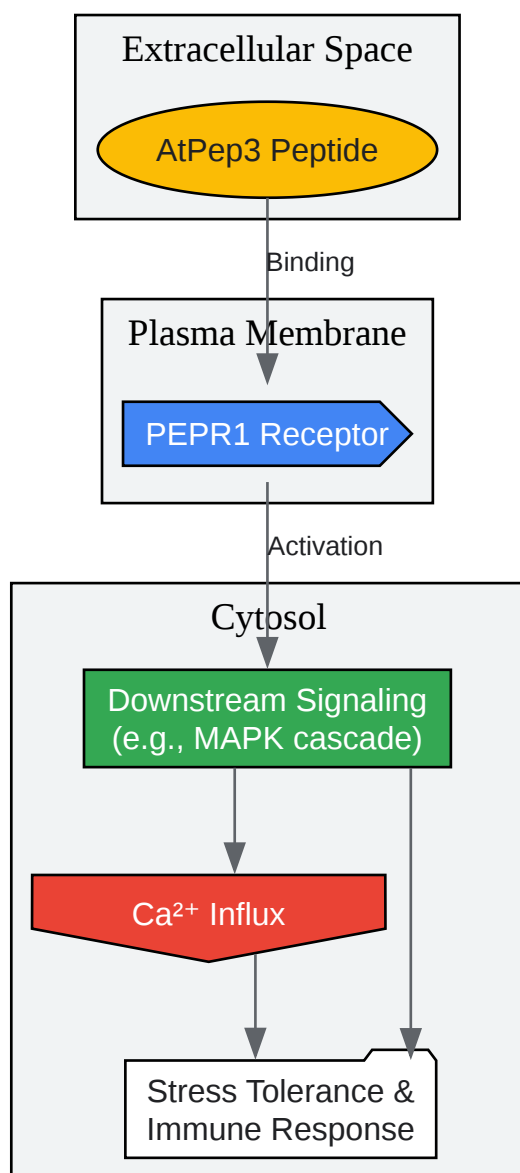 Extracellular Space
AtPep3 Peptide
Binding
Plasma Membrane
PEPR1 Receptor
Activation
Cytosol
Downstream Signaling
(e.g., MAPK cascade)
Ca²⁺ Influx
Stress Tolerance &
Immune Response